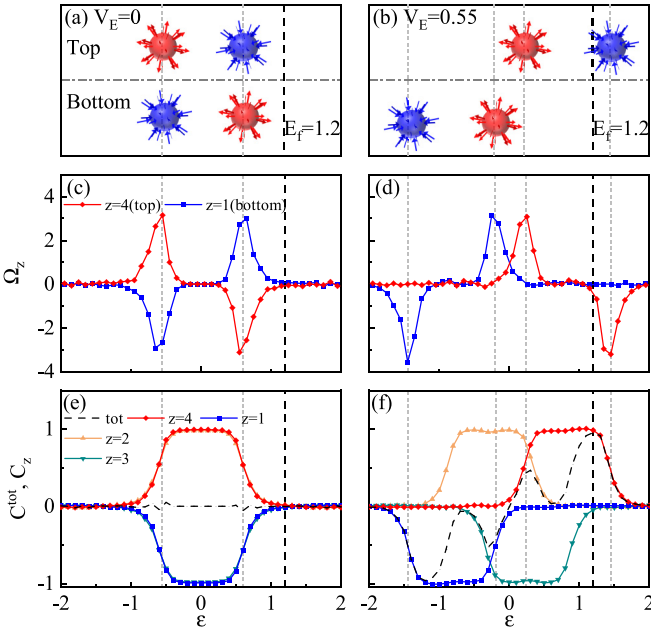 (a) V_E=0
Top
Bottom
E_f=1.2
(b) V_E=0.55
E_f=1.2
(c)
z=4(top) z=1(bottom)
4
2
0
-2
-4
Ω_z
(d)
(e)
tot z=4 z=1
z=2
z=3
1
0
-1
C^tot, C_z
-2 -1 0 1 2
ε
(f)
-2 -1 0 1 2
ε